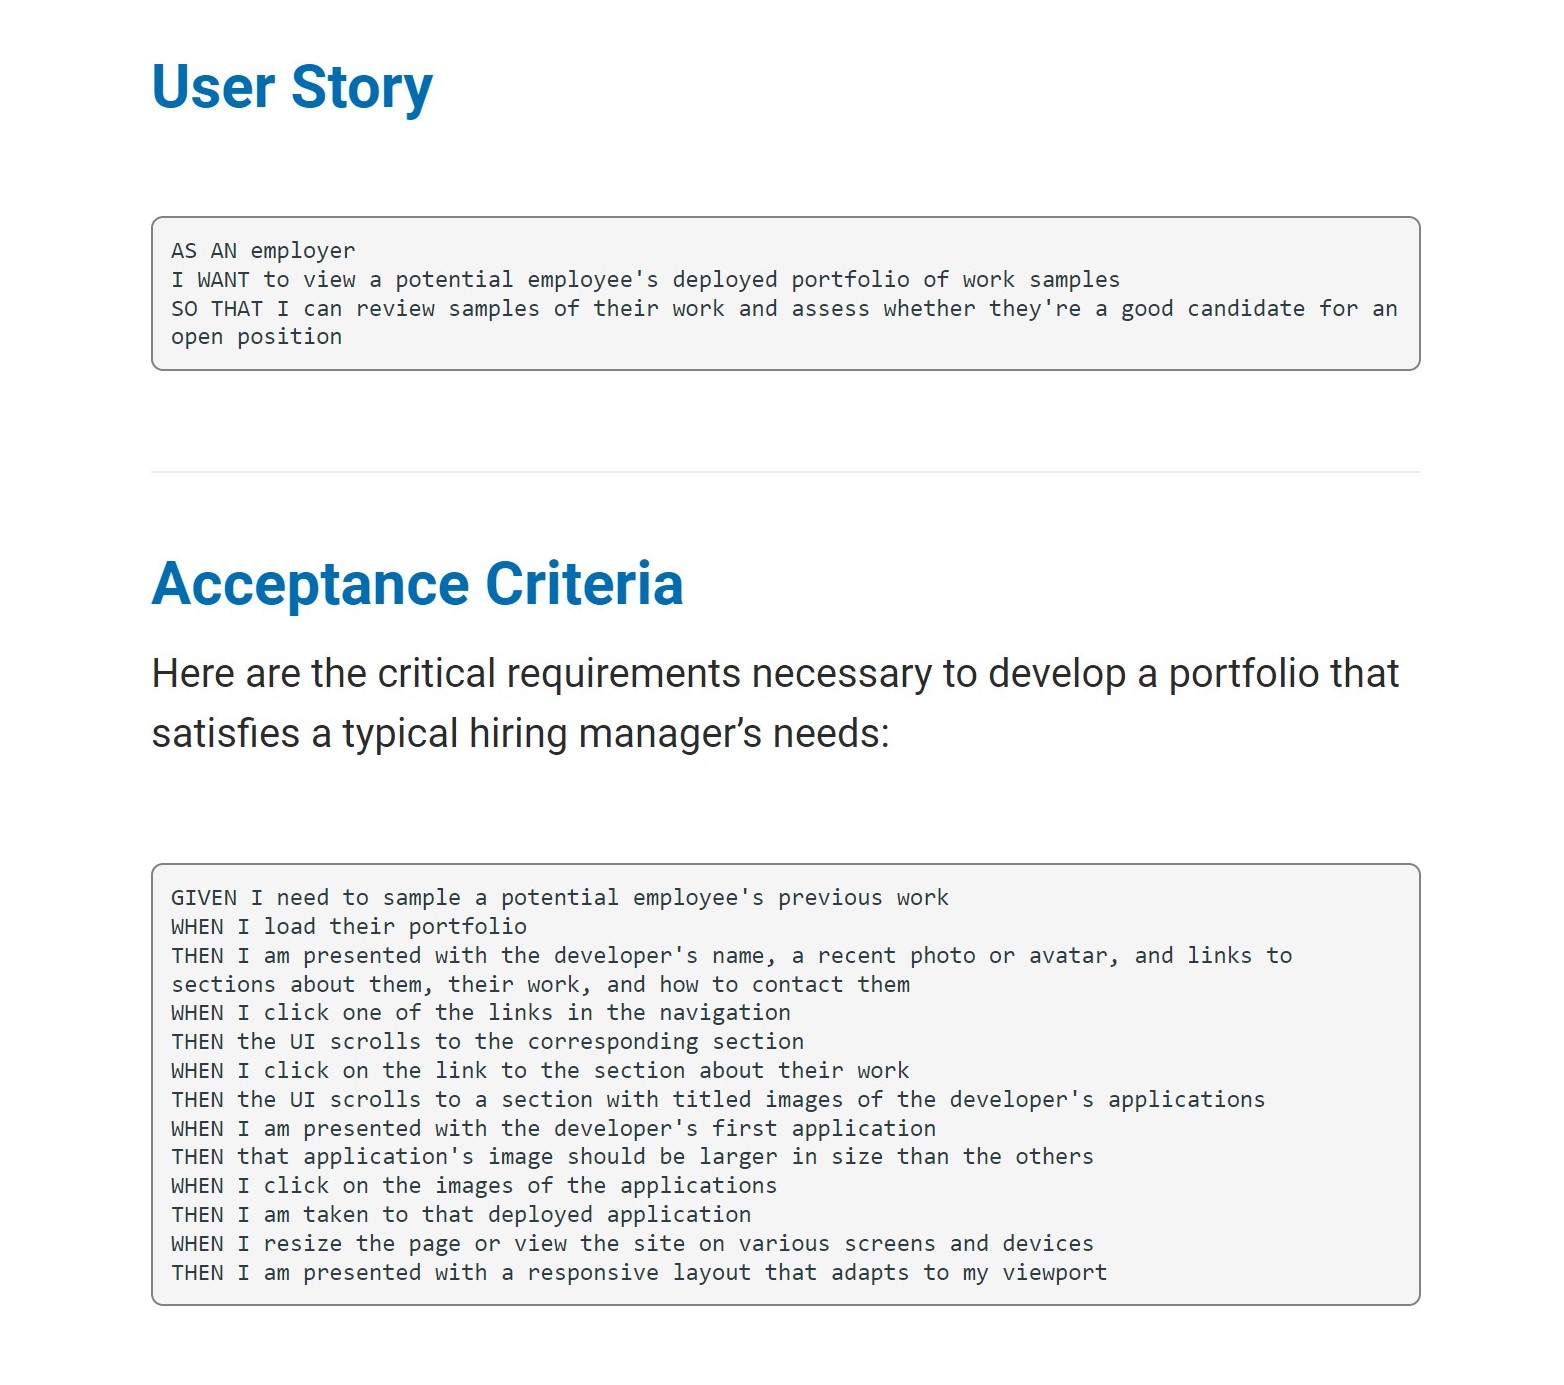 User Story
AS AN employer
I WANT to view a potential employee's deployed portfolio of work samples
SO THAT I can review samples of their work and assess whether they're a good candidate for an
open position
Acceptance Criteria
Here are the critical requirements necessary to develop a portfolio that
satisfies a typical hiring manager’s needs:
GIVEN I need to sample a potential employee's previous work
WHEN I load their portfolio
THEN I am presented with the developer's name, a recent photo or avatar, and links to
sections about them, their work, and how to contact them
WHEN I click one of the links in the navigation
THEN the UI scrolls to the corresponding section
WHEN I click on the link to the section about their work
THEN the UI scrolls to a section with titled images of the developer's applications
WHEN I am presented with the developer's first application
THEN that application's image should be larger in size than the others
WHEN I click on the images of the applications
THEN I am taken to that deployed application
WHEN I resize the page or view the site on various screens and devices
THEN I am presented with a responsive layout that adapts to my viewport